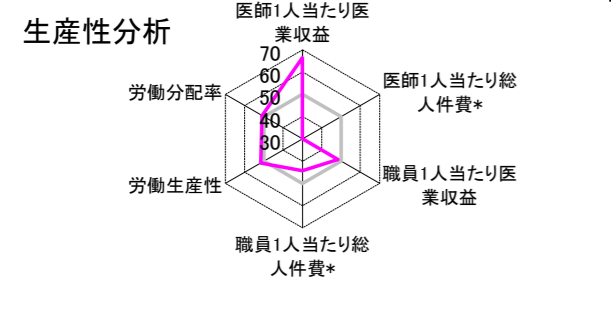 生産性分析
医師1人当たり医
業収益
70
60
50
40
30
医師1人当たり総
人件費*
職員1人当たり医
業収益
職員1人当たり総
人件費*
労働生産性
労働分配率